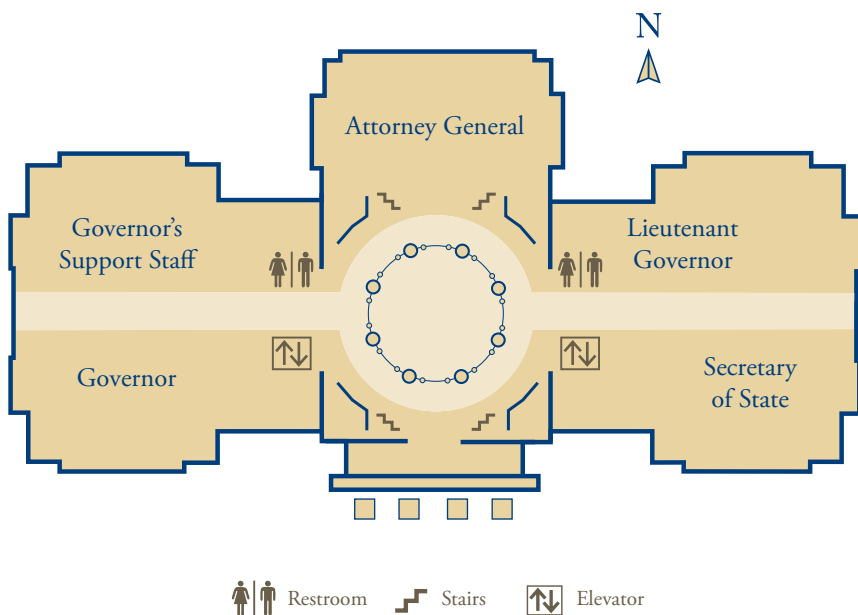 N
Attorney General
Governor's
Support Staff
Lieutenant
Governor
Governor
Secretary
of State
Restroom
Stairs
Elevator